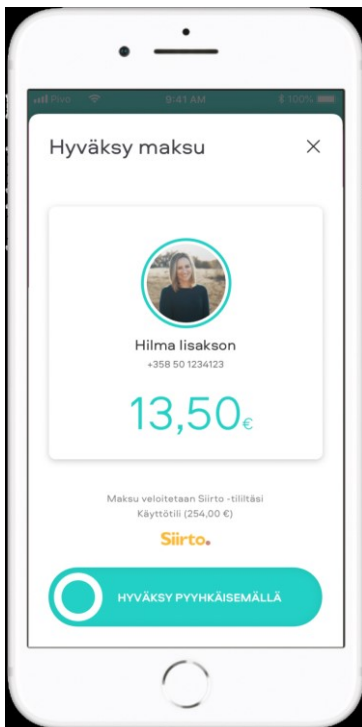 Pivo
9:41 AM
100%
Hyväksy maksu
Hilma Iisakson
+358 50 1234123
13,50€
Maksu veloitetaan Siirto -tililtäsi
Käyttötili (254,00 €)
Siirto.
HYVÄKSY PYYHKÄISEMÄLLÄ